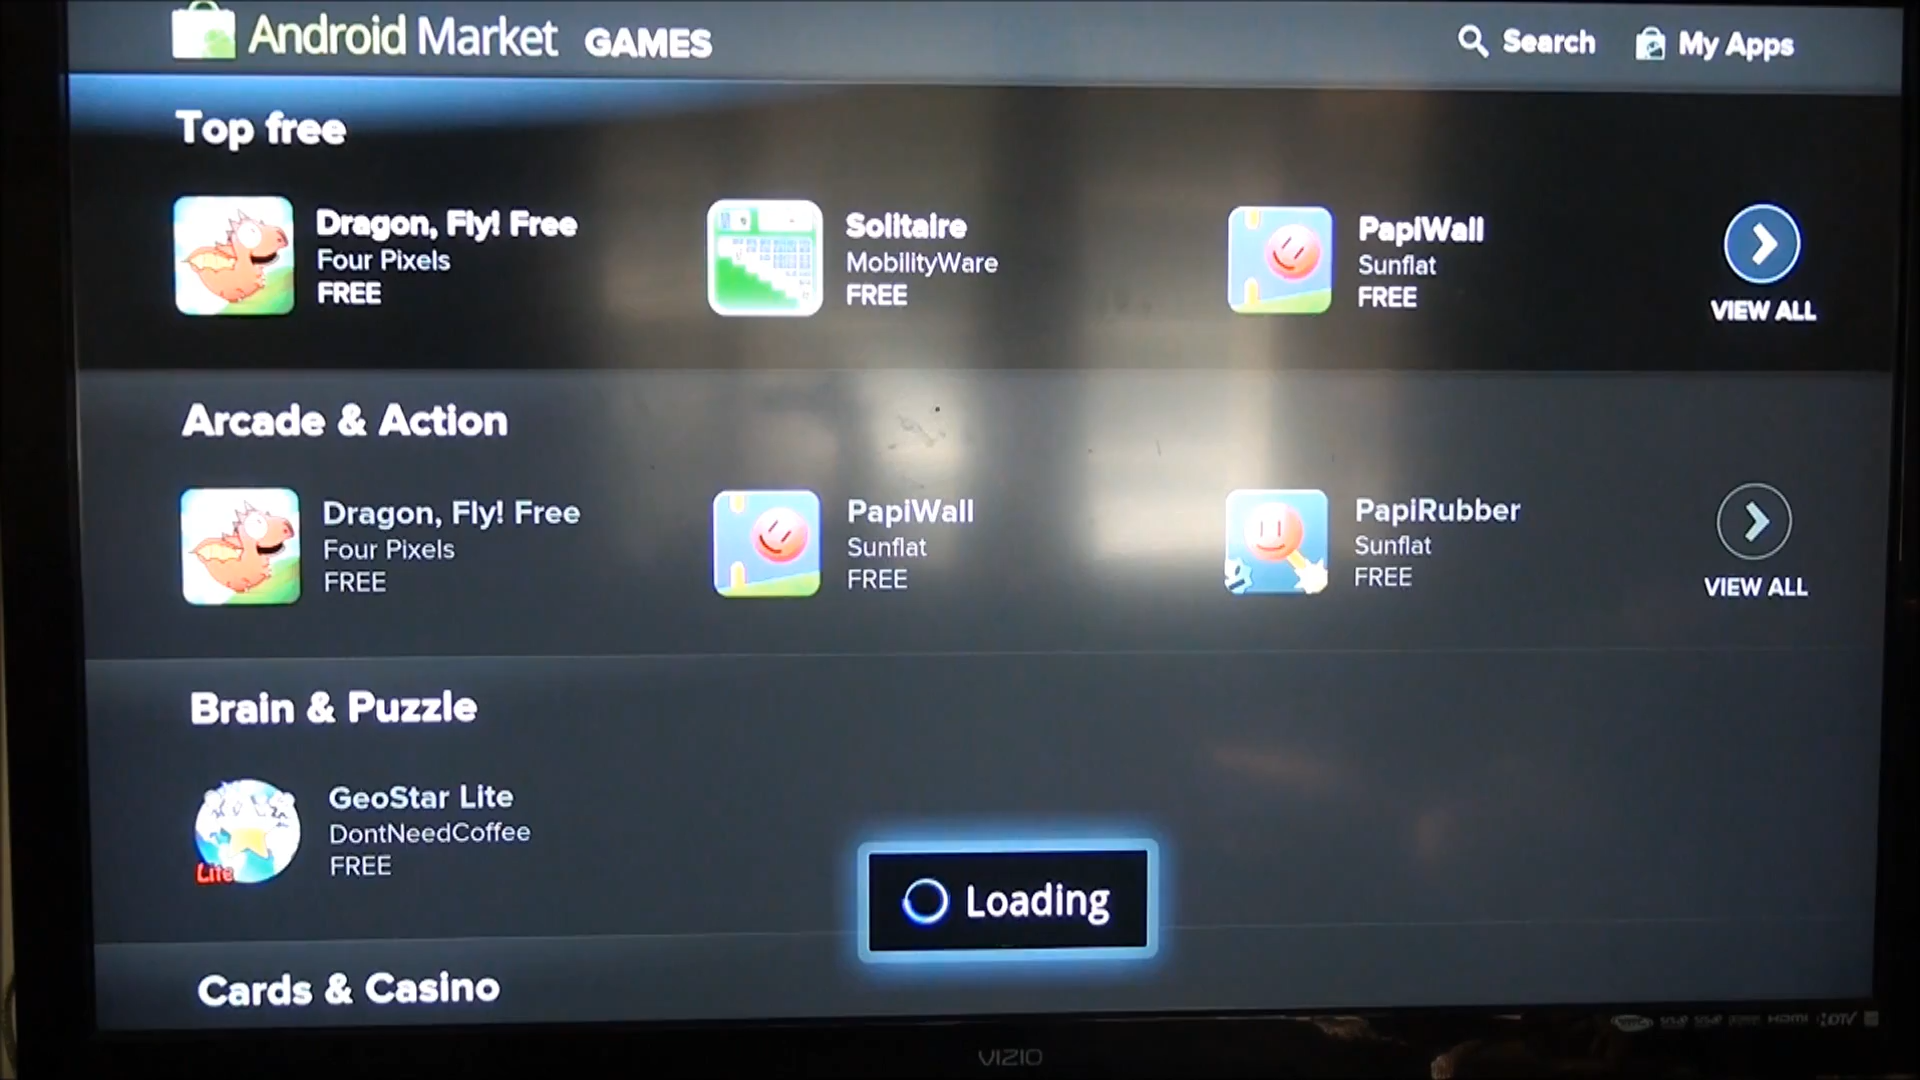 Android Market GAMES
Search
My Apps
Top free
Dragon, Fly! Free
Four Pixels
FREE
Solitaire
MobilityWare
FREE
PapiWall
Sunflat
FREE
VIEW ALL
Arcade & Action
Dragon, Fly! Free
Four Pixels
FREE
PapiWall
Sunflat
FREE
PapiRubber
Sunflat
FREE
VIEW ALL
Brain & Puzzle
Lite
GeoStar Lite
DontNeedCoffee
FREE
Loading
Cards & Casino
HDMI HDTV
VIZIO